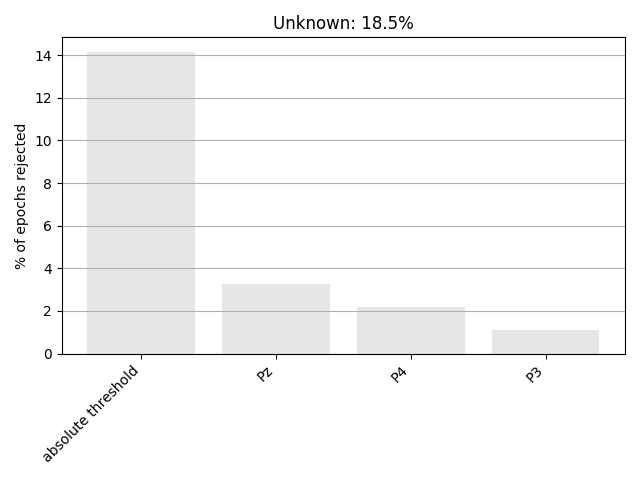 Unknown: 18.5%
% of epochs rejected
14
12
10
8
6
4
2
0
absolute threshold
Pz
P4
P3